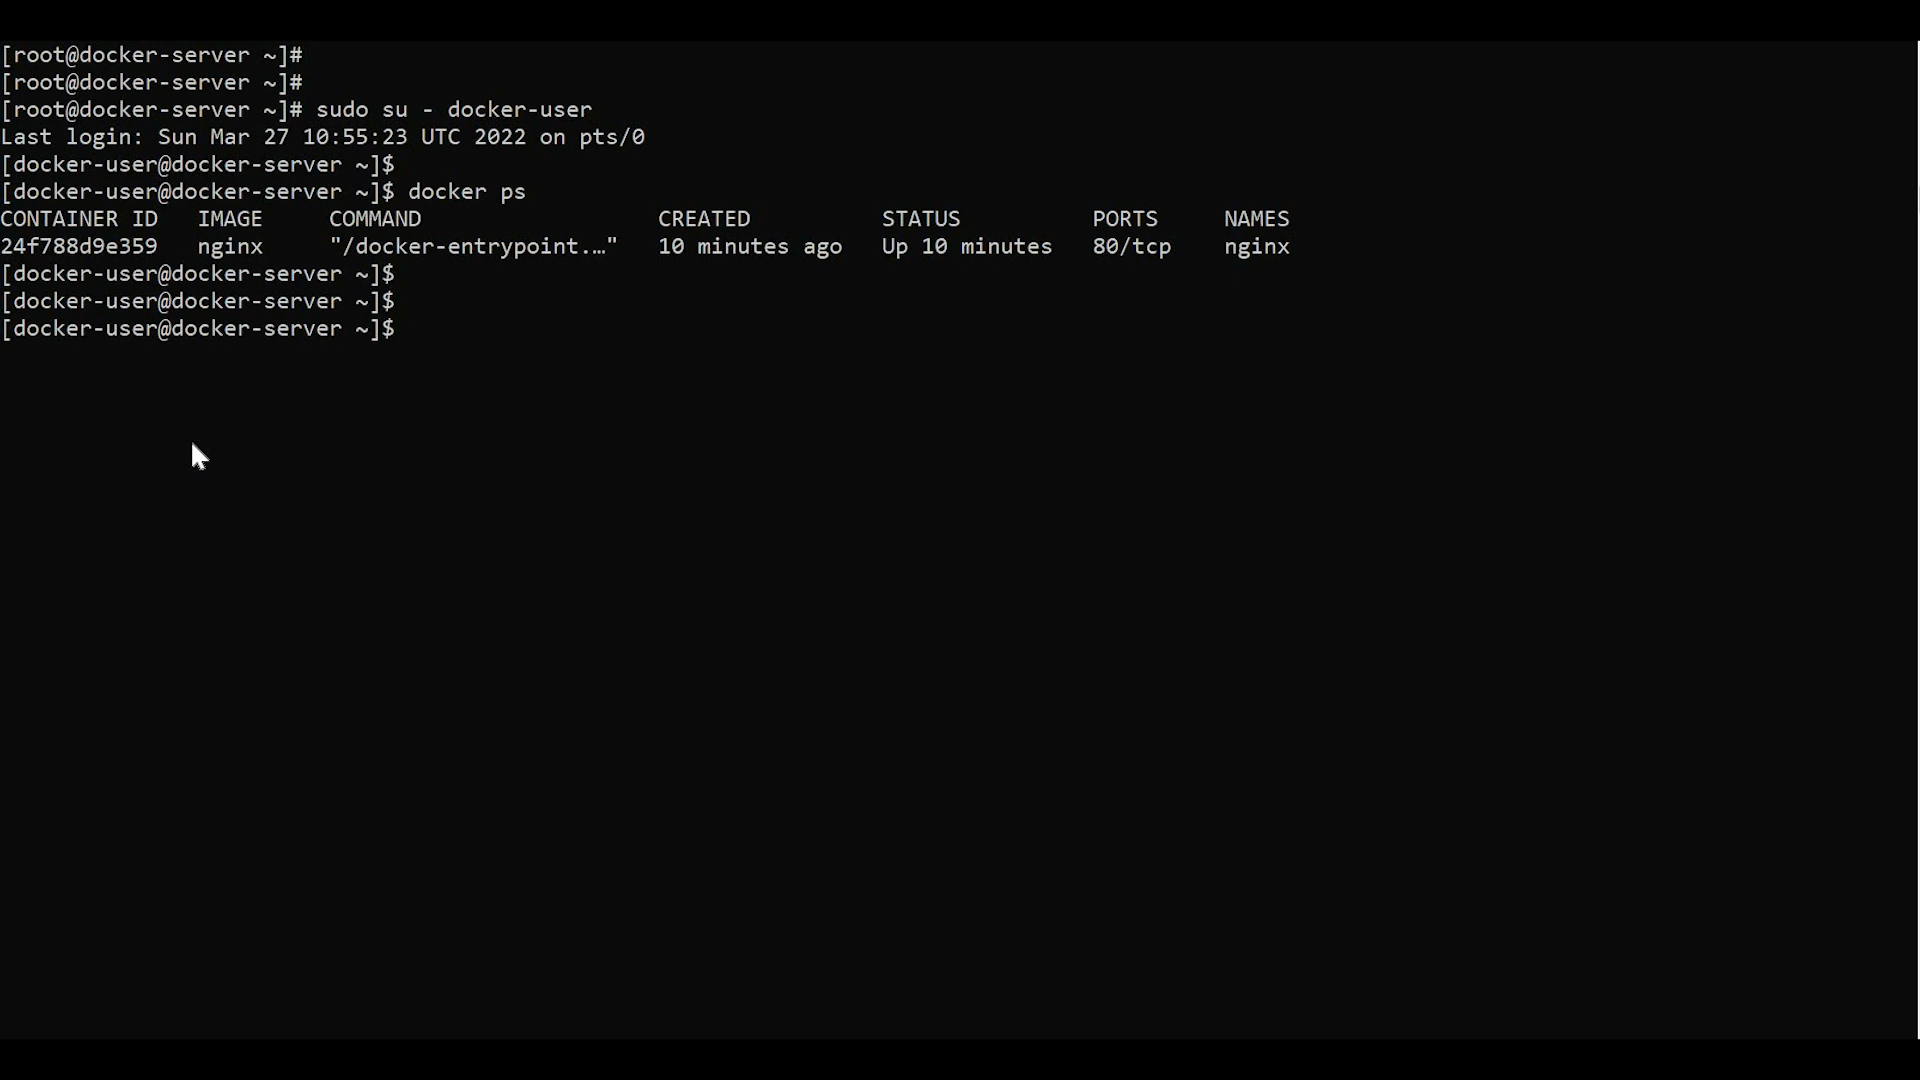 [root@docker-server ~]#
[root@docker-server ~]#
[root@docker-server ~]# sudo su - docker-user
Last login: Sun Mar 27 10:55:23 UTC 2022 on pts/0
[docker-user@docker-server ~]$
[docker-user@docker-server ~]$ docker ps
CONTAINER ID   IMAGE     COMMAND                  CREATED          STATUS          PORTS     NAMES
24f788d9e359   nginx     "/docker-entrypoint.…"   10 minutes ago   Up 10 minutes   80/tcp    nginx
[docker-user@docker-server ~]$
[docker-user@docker-server ~]$
[docker-user@docker-server ~]$